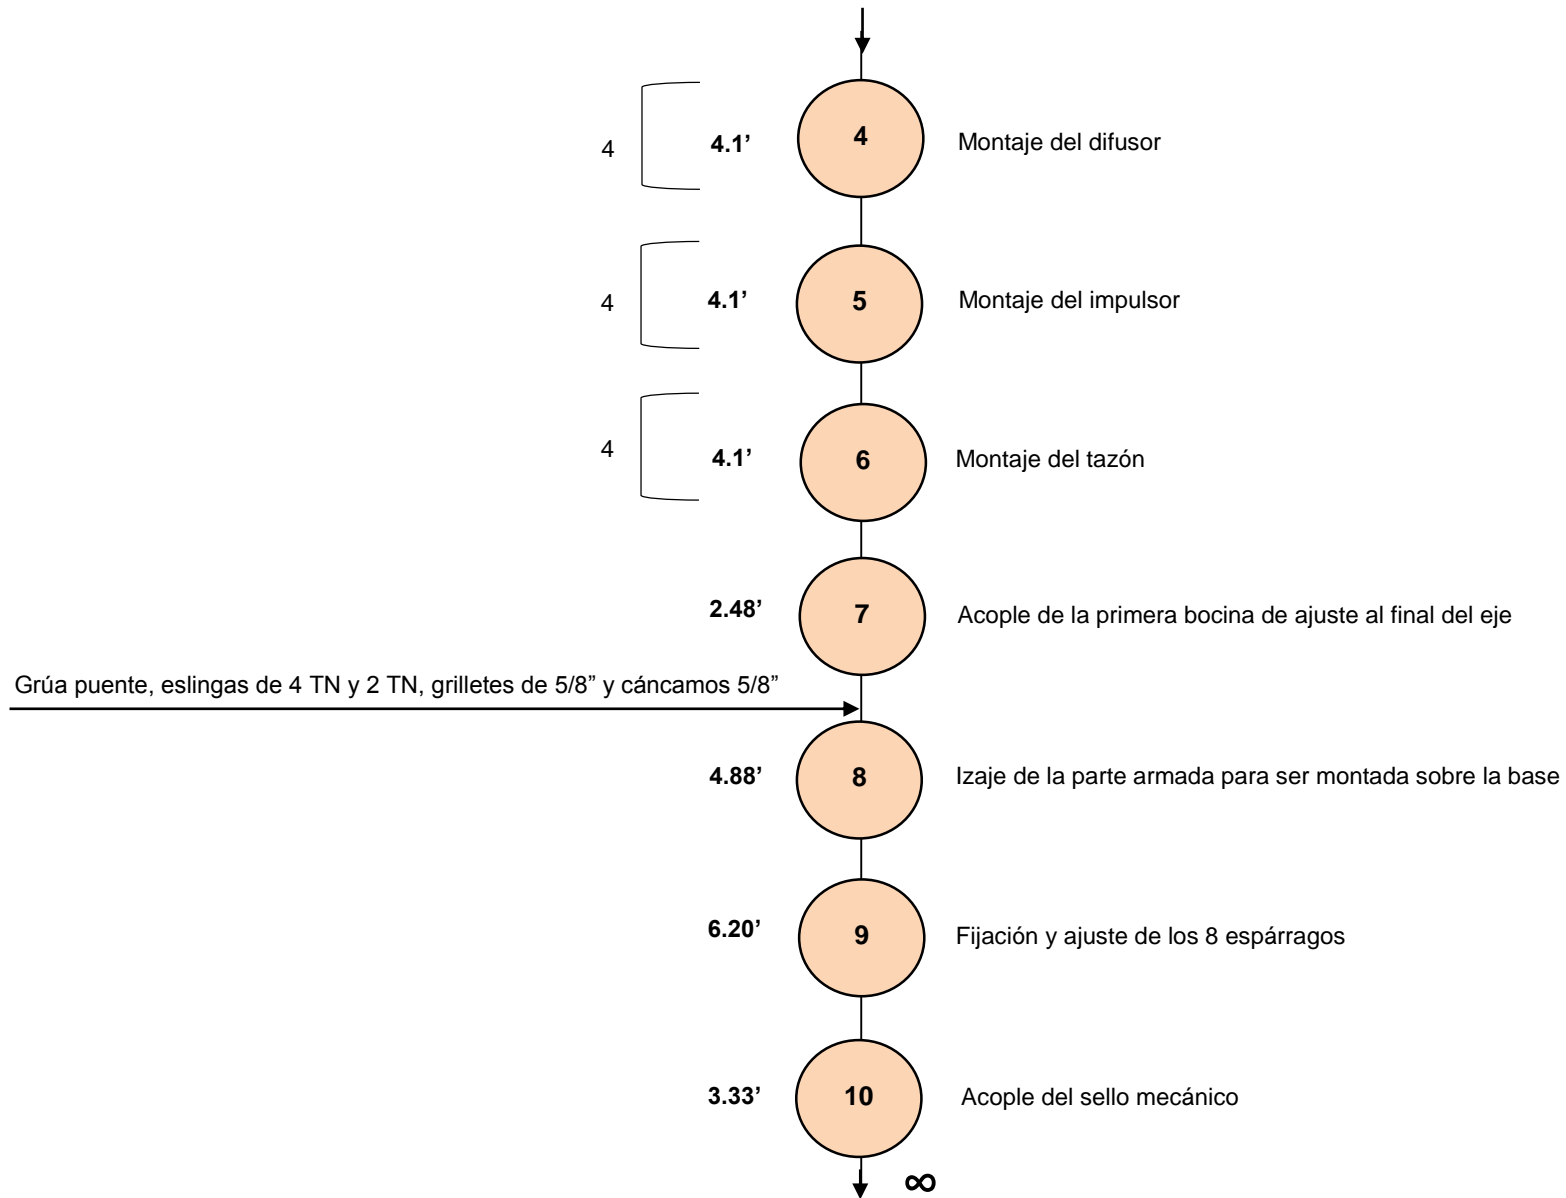 4 4.1’ 4 Montaje del difusor
4 4.1’ 5 Montaje del impulsor
4 4.1’ 6 Montaje del tazón
2.48’ 7 Acople de la primera bocina de ajuste al final del eje
Grúa puente, eslingas de 4 TN y 2 TN, grilletes de 5/8” y cáncamos 5/8”
4.88’ 8 Izaje de la parte armada para ser montada sobre la base
6.20’ 9 Fijación y ajuste de los 8 espárragos
3.33’ 10 Acople del sello mecánico
∞